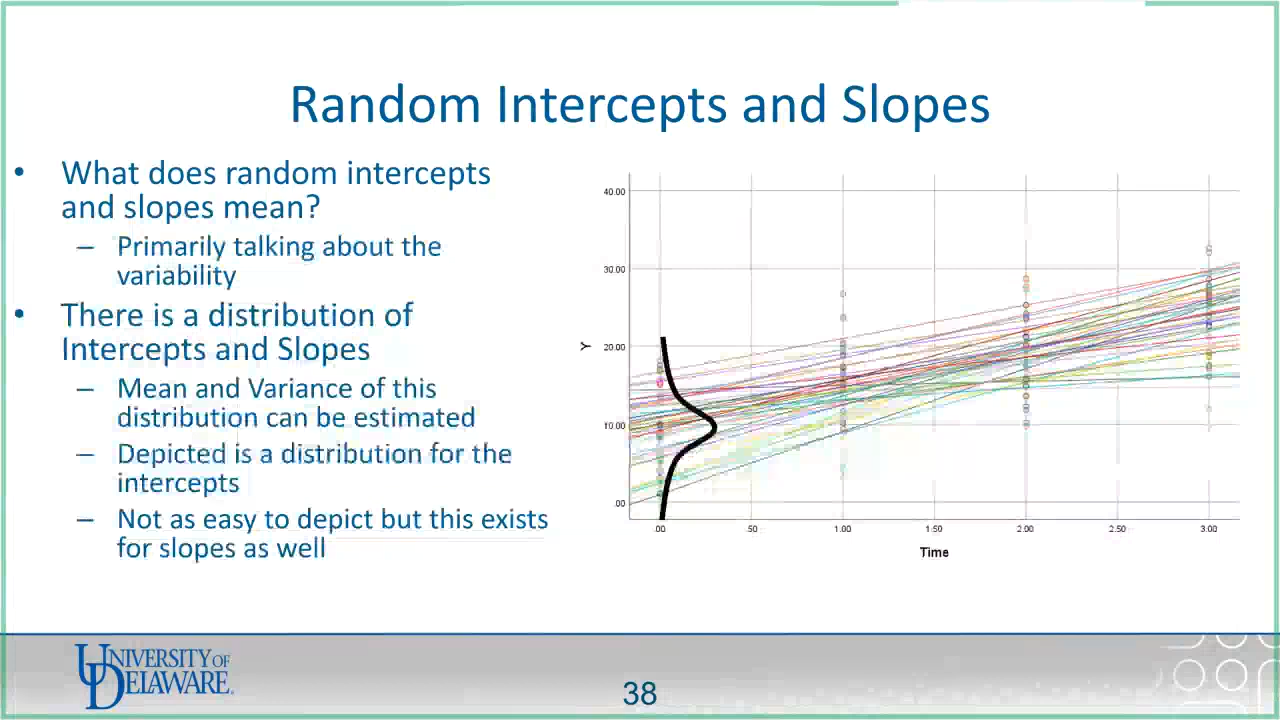 Random Intercepts and Slopes
• What does random intercepts
and slopes mean?
– Primarily talking about the
variability
• There is a distribution of
Intercepts and Slopes
– Mean and Variance of this
distribution can be estimated
– Depicted is a distribution for the
intercepts
– Not as easy to depict but this exists
for slopes as well
40.00
30.00
20.00
10.00
.00
Y
.00 .50 1.00 1.50 2.00 2.50 3.00
Time
UNIVERSITY OF
DELAWARE.
38